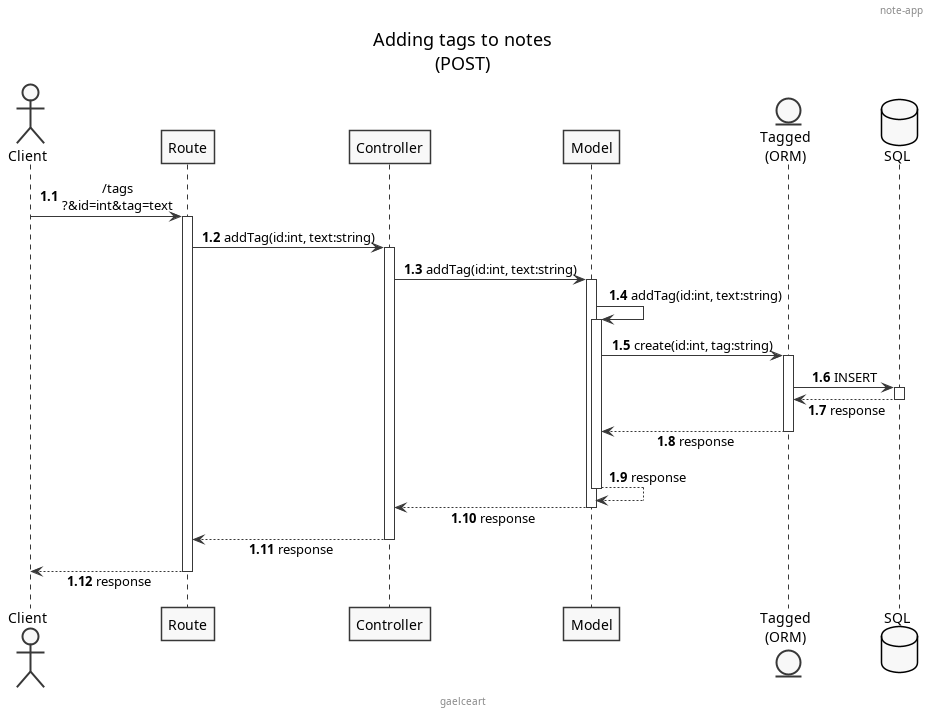 note-app
Adding tags to notes
(POST)
Client
Route
Controller
Model
Tagged
(ORM)
SQL
1.1 /tags
?&id=int&tag=text
1.2 addTag(id:int, text:string)
1.3 addTag(id:int, text:string)
1.4 addTag(id:int, text:string)
1.5 create(id:int, tag:string)
1.6 INSERT
1.7 response
1.8 response
1.9 response
1.10 response
1.11 response
1.12 response
Client
Route
Controller
Model
Tagged
(ORM)
SQL
gaelceart